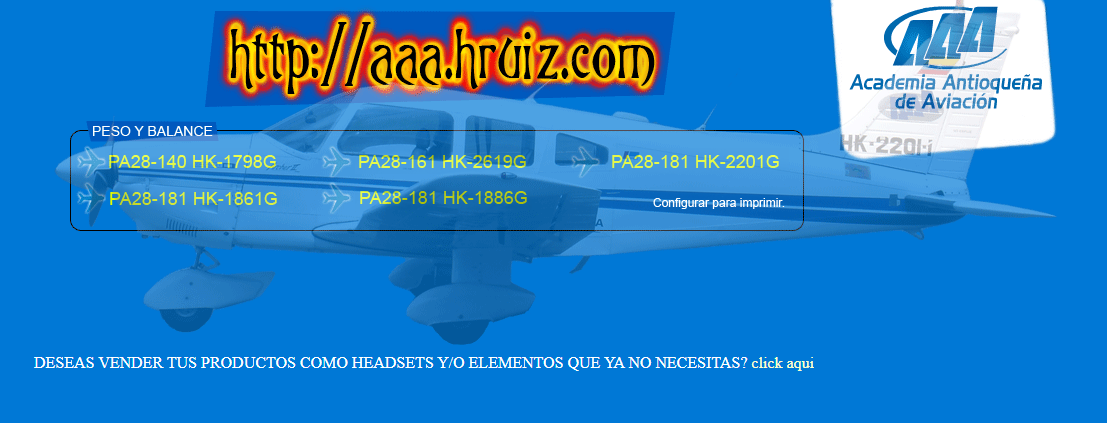 http://aaa.hruiz.com
AAA
Academia Antioqueña
de Aviación
PESO Y BALANCE
HK-2201
PA28-140 HK-1798G
PA28-161 HK-2619G
PA28-181 HK-2201G
PA28-181 HK-1861G
PA28-181 HK-1886G
Configurar para imprimir.
DESEAS VENDER TUS PRODUCTOS COMO HEADSETS Y/O ELEMENTOS QUE YA NO NECESITAS? click aqui